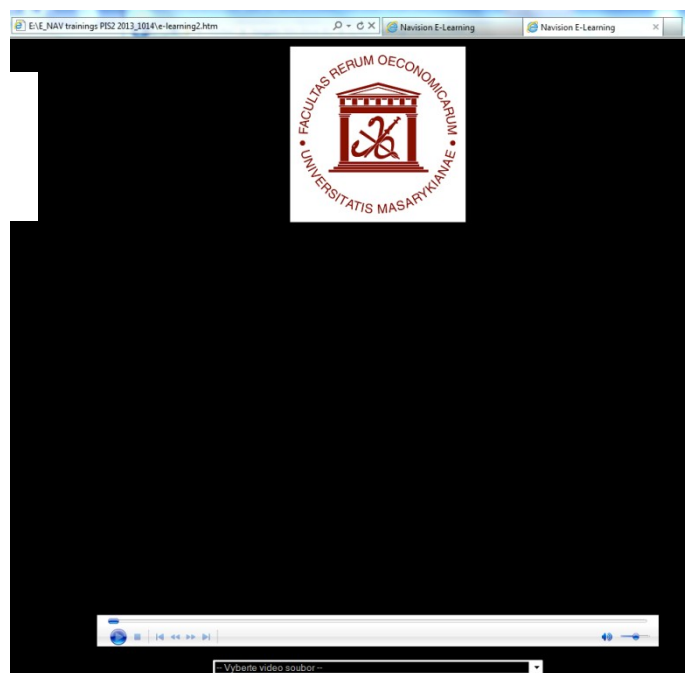 E:\E_NAV trainings PIS2 2013_1014\e-learning2.htm
Navision E-Learning
Navision E-Learning
FACULTAS RERUM OECONOMICARUM
• UNIVERSITATIS MASARYKIANAE •
-- Vyberte video soubor --